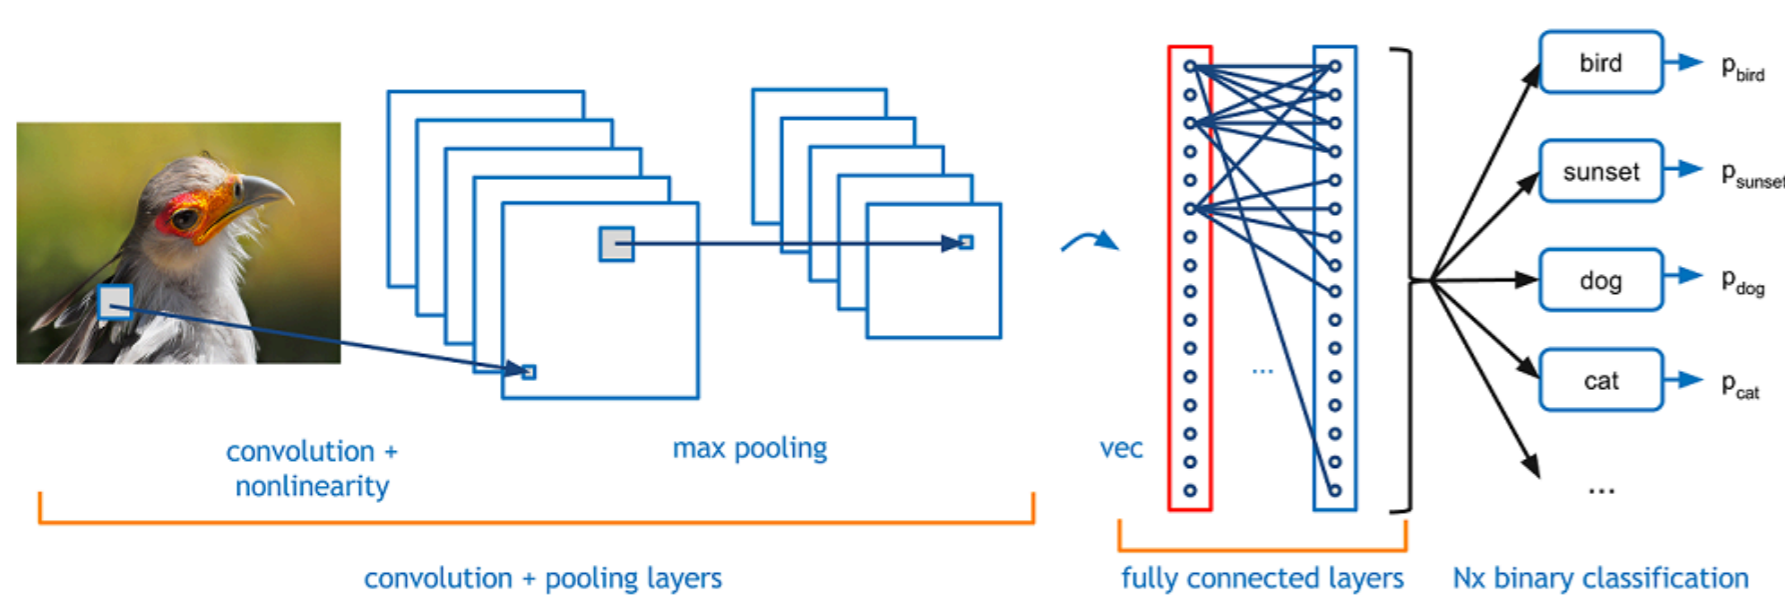 convolution +
nonlinearity
max pooling
vec
...
convolution + pooling layers
fully connected layers
Nx binary classification
bird
p_bird
sunset
p_sunset
dog
p_dog
cat
p_cat
...